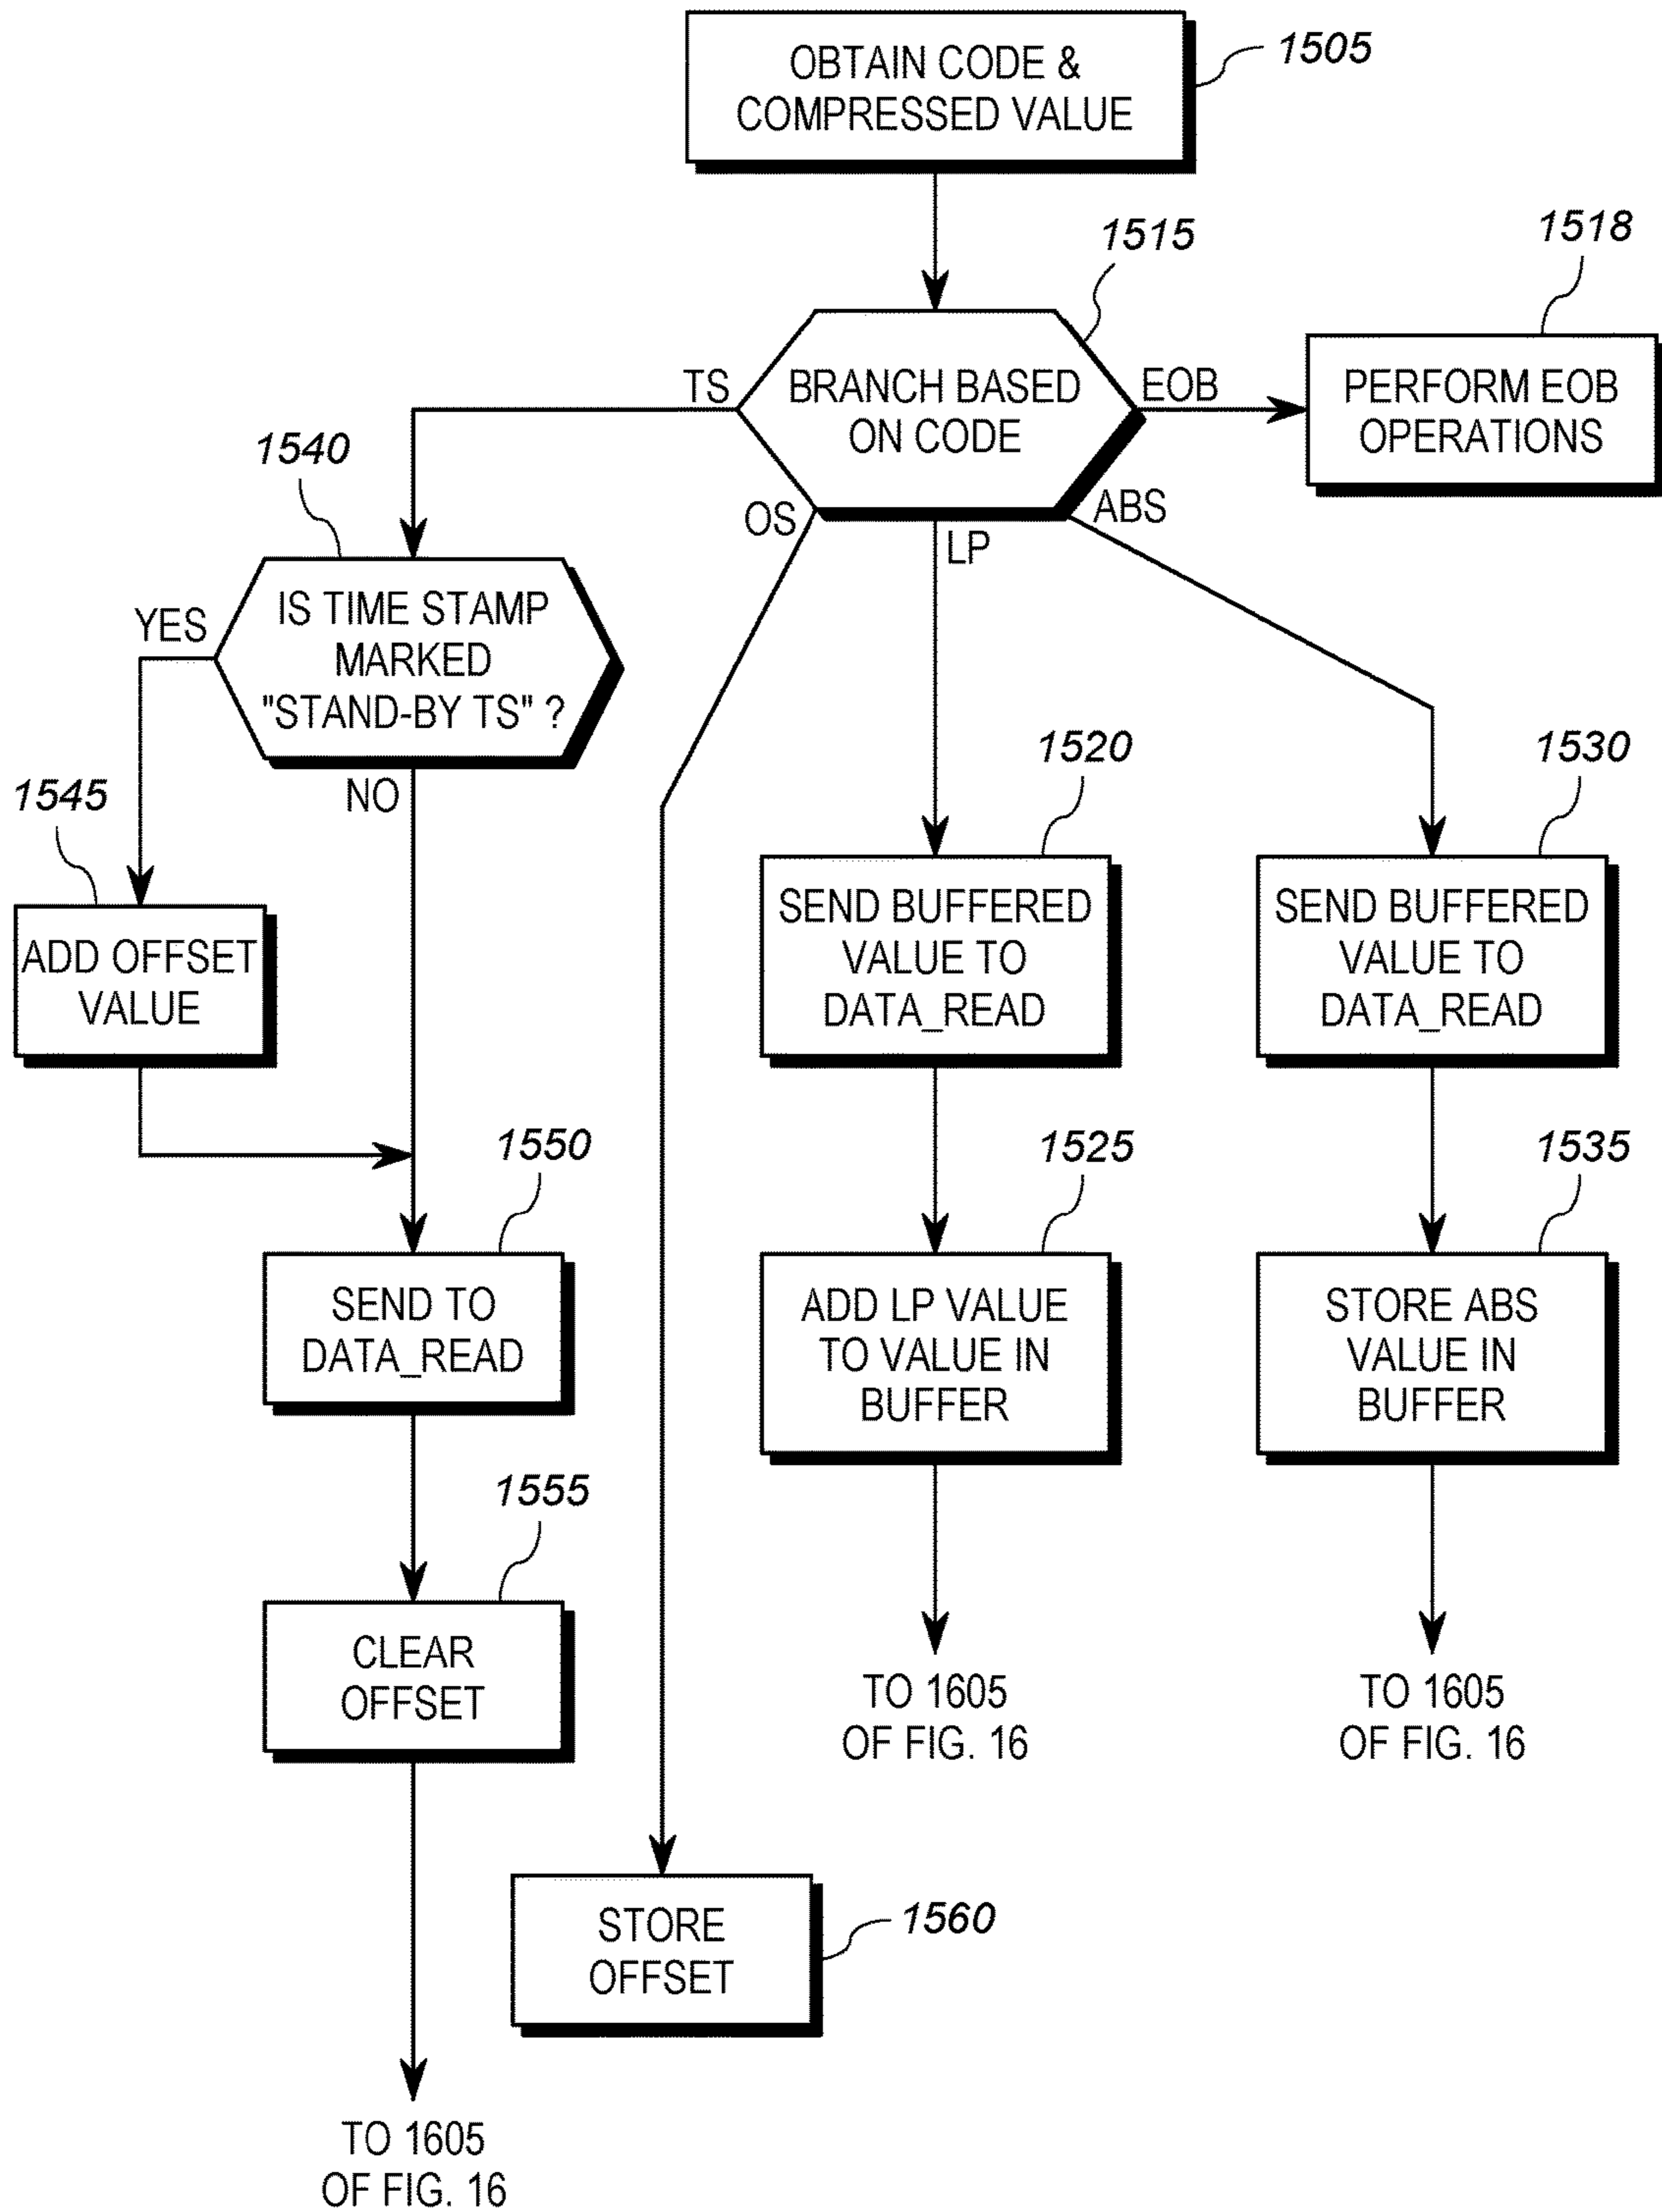 OBTAIN CODE &
COMPRESSED VALUE
1505
1515
1518
BRANCH BASED
ON CODE
TS
EOB
OS
LP
ABS
PERFORM EOB
OPERATIONS
1540
IS TIME STAMP
MARKED
"STAND-BY TS" ?
YES
NO
1545
ADD OFFSET
VALUE
1520
SEND BUFFERED
VALUE TO
DATA_READ
1530
SEND BUFFERED
VALUE TO
DATA_READ
1550
SEND TO
DATA_READ
1525
ADD LP VALUE
TO VALUE IN
BUFFER
1535
STORE ABS
VALUE IN
BUFFER
1555
CLEAR
OFFSET
TO 1605
OF FIG. 16
TO 1605
OF FIG. 16
STORE
OFFSET
1560
TO 1605
OF FIG. 16